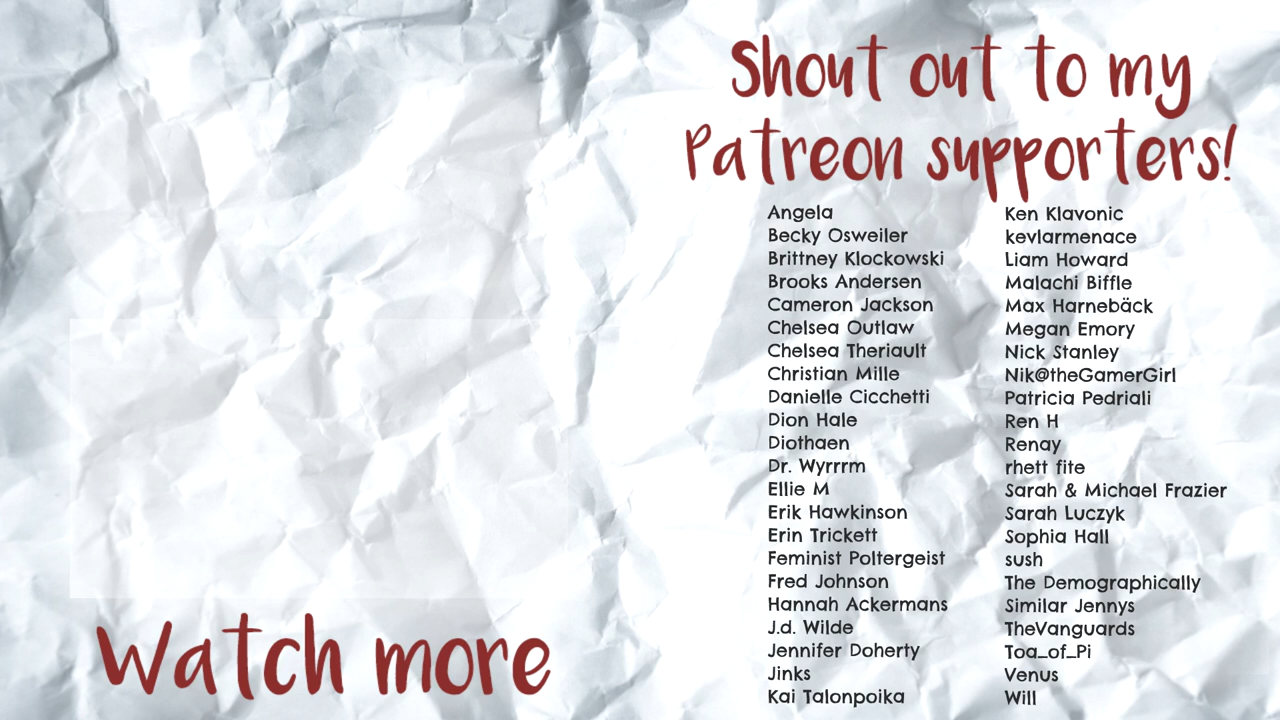 Shout out to my
Patreon supporters!
Angela
Becky Osweiler
Brittney Klockowski
Brooks Andersen
Cameron Jackson
Chelsea Outlaw
Chelsea Theriault
Christian Mille
Danielle Cicchetti
Dion Hale
Diothaen
Dr. Wyrrrm
Ellie M
Erik Hawkinson
Erin Trickett
Feminist Poltergeist
Fred Johnson
Hannah Ackermans
J.d. Wilde
Jennifer Doherty
Jinks
Kai Talonpoika
Ken Klavonic
kevlarmenace
Liam Howard
Malachi Biffle
Max Harnebäck
Megan Emory
Nick Stanley
Nik@theGamerGirl
Patricia Pedriali
Ren H
Renay
rhett fite
Sarah & Michael Frazier
Sarah Luczyk
Sophia Hall
sush
The Demographically
Similar Jennys
TheVanguards
Toa_of_Pi
Venus
Will
Watch more